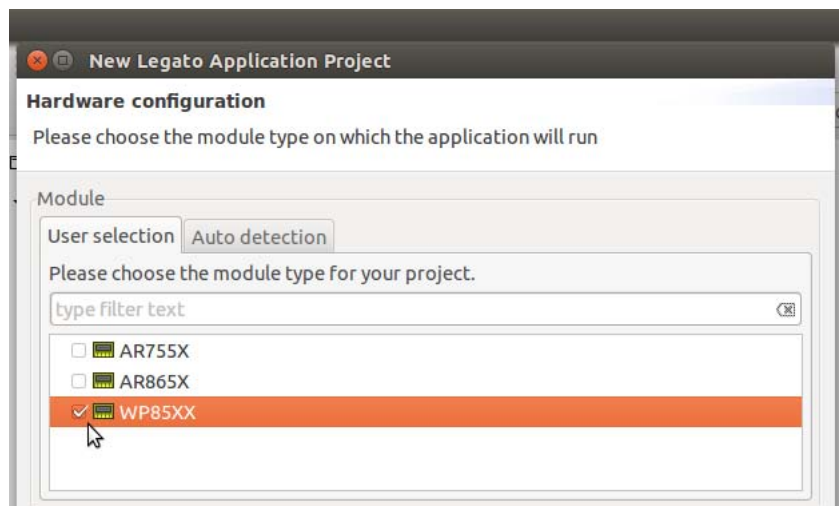 New Legato Application Project
Hardware configuration
Please choose the module type on which the application will run
Module
User selection
Auto detection
Please choose the module type for your project.
type filter text
AR755X
AR865X
WP85XX